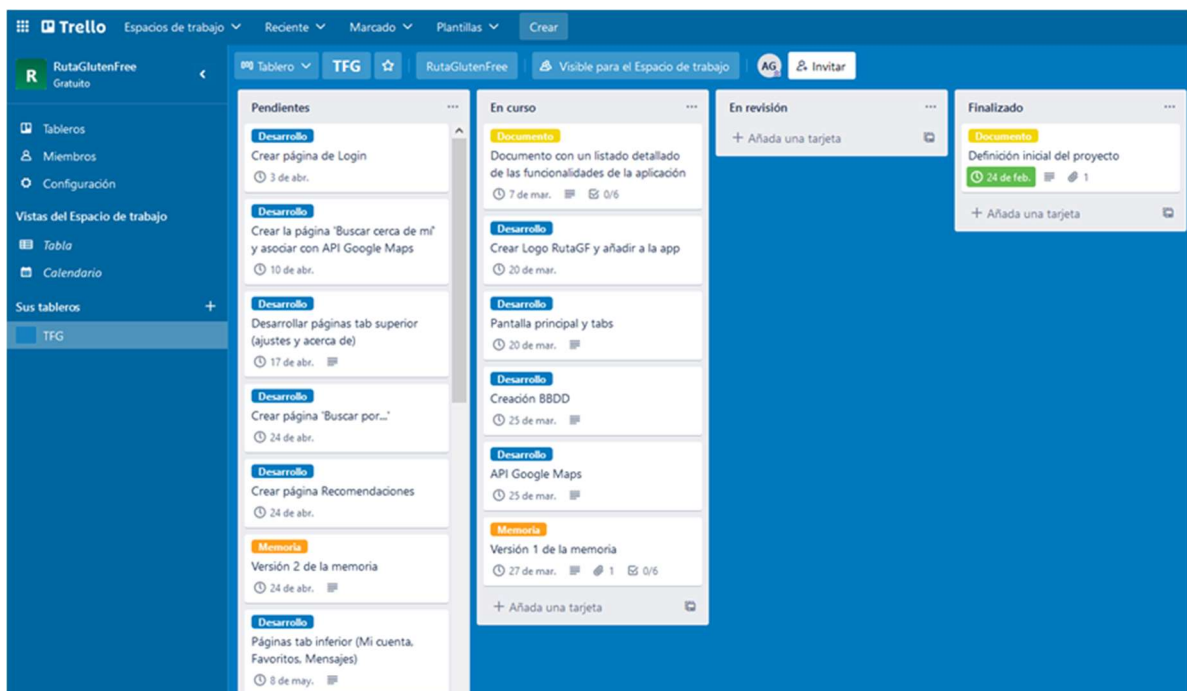 Trello Espacios de trabajo Reciente Marcado Plantillas Crear
R RutaGlutenFree
Gratuito
Tableros
Miembros
Configuración
Vistas del Espacio de trabajo
Tabla
Calendario
Sus tableros +
TFG
Tablero TFG RutaGlutenFree Visible para el Espacio de trabajo AG Invitar
Pendientes ...
Desarrollo
Crear página de Login
3 de abr.
Desarrollo
Crear la página 'Buscar cerca de mí'
y asociar con API Google Maps
10 de abr.
Desarrollo
Desarrollar páginas tab superior
(ajustes y acerca de)
17 de abr.
Desarrollo
Crear página 'Buscar por...'
24 de abr.
Desarrollo
Crear página Recomendaciones
24 de abr.
Memoria
Versión 2 de la memoria
24 de abr.
Desarrollo
Páginas tab inferior (Mi cuenta,
Favoritos, Mensajes)
8 de may.
En curso ...
Documento
Documento con un listado detallado
de las funcionalidades de la aplicación
7 de mar. 0/6
Desarrollo
Crear Logo RutaGF y añadir a la app
20 de mar.
Desarrollo
Pantalla principal y tabs
20 de mar.
Desarrollo
Creación BBDD
25 de mar.
Desarrollo
API Google Maps
25 de mar.
Memoria
Versión 1 de la memoria
27 de mar. 1 0/6
+ Añada una tarjeta
En revisión ...
+ Añada una tarjeta
Finalizado ...
Documento
Definición inicial del proyecto
24 de feb. 1
+ Añada una tarjeta